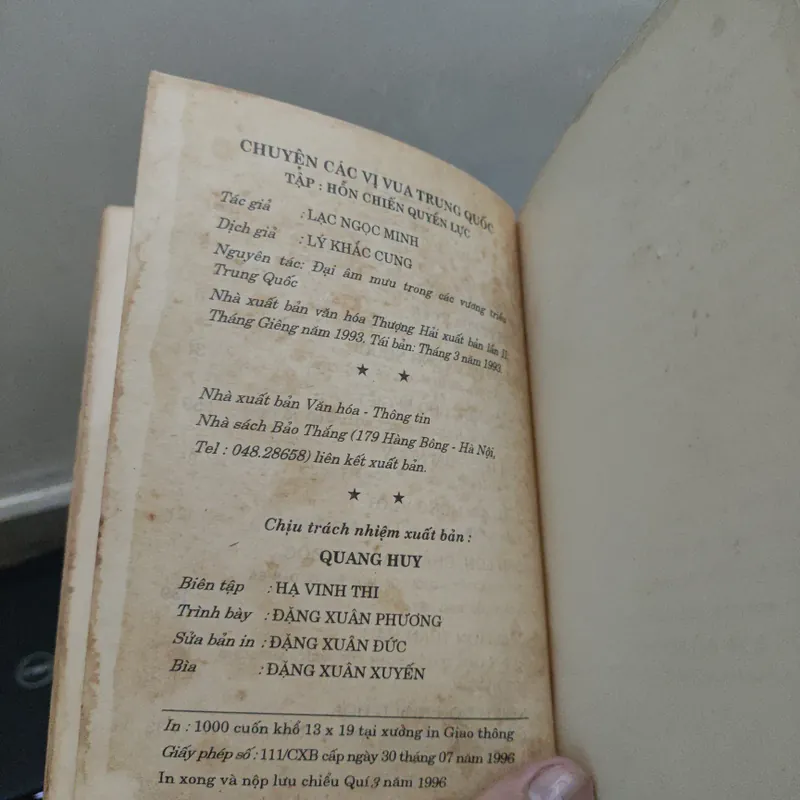 CHUYỆN CÁC VỊ VUA TRUNG QUỐC
TẬP : HỖN CHIẾN QUYỀN LỰC
Tác giả : LẠC NGỌC MINH
Dịch giả : LÝ KHẮC CUNG
Nguyên tác: Đại âm mưu trong các vương triều
Trung Quốc
Nhà xuất bản văn hóa Thượng Hải xuất bản lần II,
Tháng Giêng năm 1993, Tái bản: Tháng 3 năm 1993.
★ ★
Nhà xuất bản Văn hóa - Thông tin
Nhà sách Bảo Thắng (179 Hàng Bông - Hà Nội,
Tel : 048.28658) liên kết xuất bản.
★ ★
Chịu trách nhiệm xuất bản :
QUANG HUY
Biên tập : HẠ VINH THI
Trình bày : ĐẶNG XUÂN PHƯƠNG
Sửa bản in : ĐẶNG XUÂN ĐỨC
Bìa : ĐẶNG XUÂN XUYẾN
In : 1000 cuốn khổ 13 x 19 tại xưởng in Giao thông
Giấy phép số : 111/CXB cấp ngày 30 tháng 07 năm 1996
In xong và nộp lưu chiểu Quí 3 năm 1996